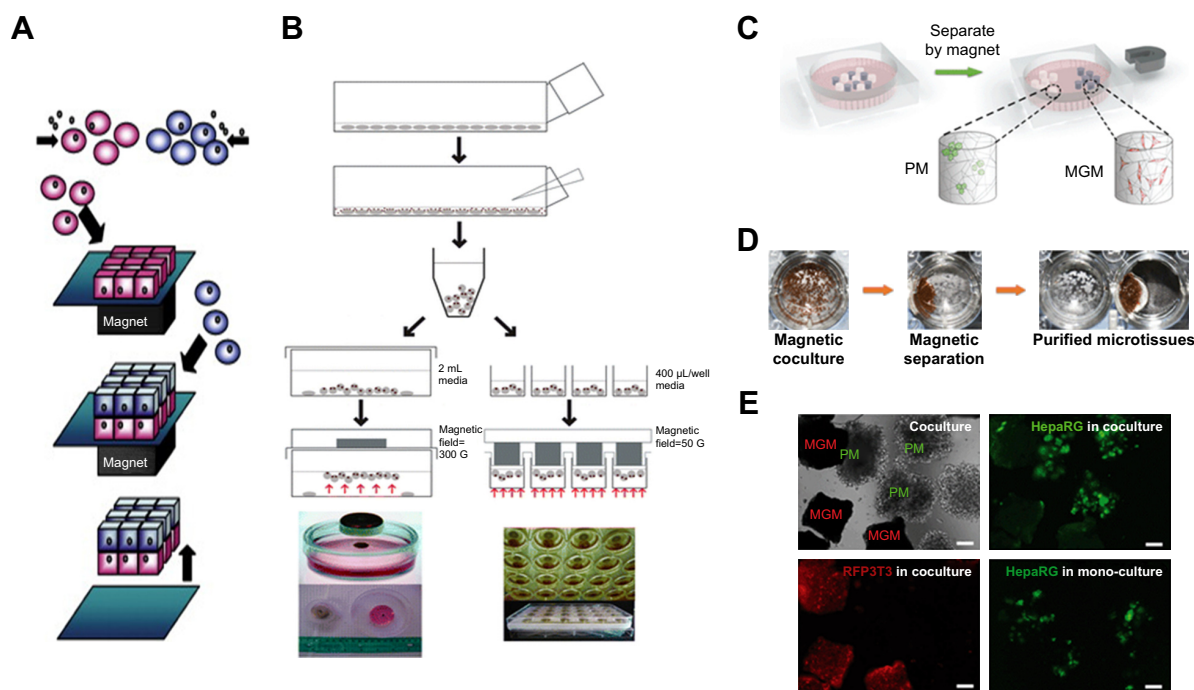 A
Magnet
Magnet
B
2 mL
media
400 µL/well
media
Magnetic
field=
300 G
Magnetic
field=50 G
C
Separate
by magnet
PM
MGM
D
Magnetic
coculture
Magnetic
separation
Purified microtissues
E
Coculture
MGM
PM
PM
PM
MGM
MGM
HepaRG in coculture
RFP3T3 in coculture
HepaRG in mono-culture